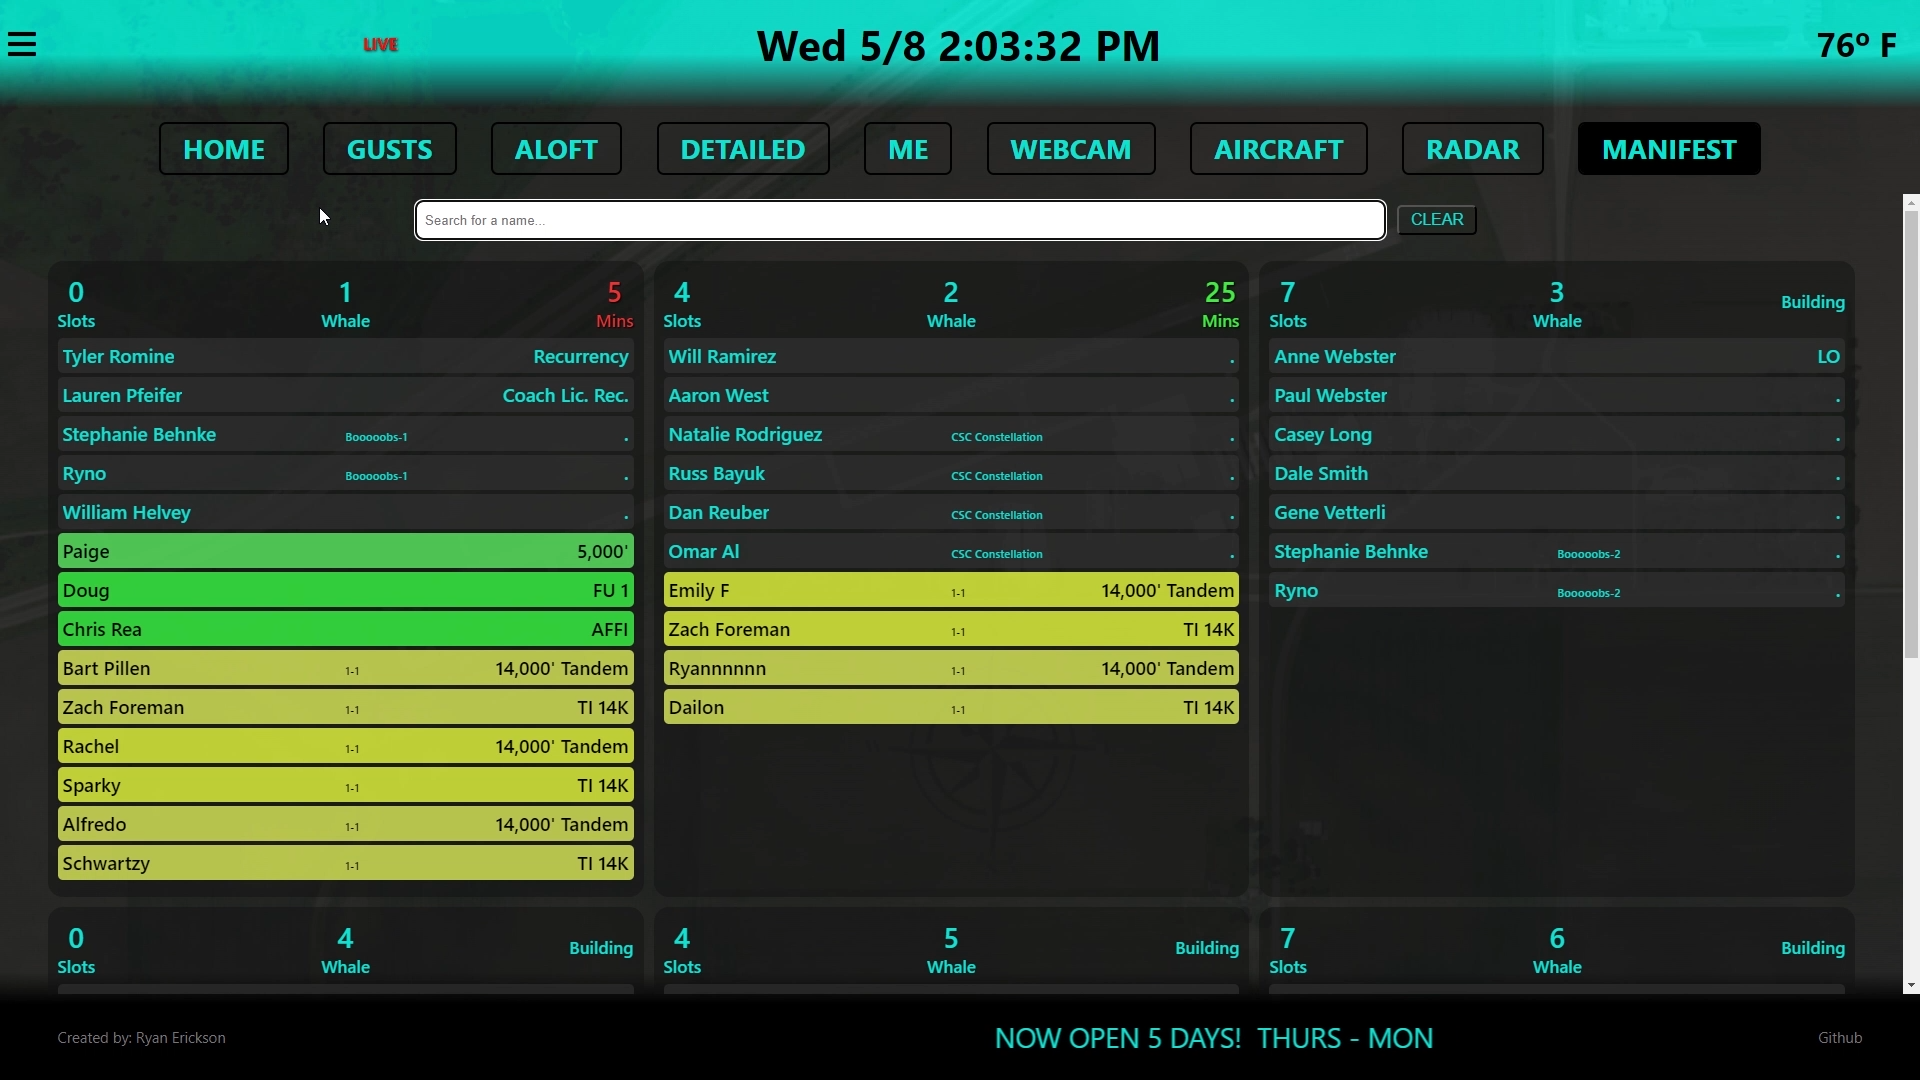 LIVE
Wed 5/8 2:03:32 PM
76º F
HOME
GUSTS
ALOFT
DETAILED
ME
WEBCAM
AIRCRAFT
RADAR
MANIFEST
Search for a name...
CLEAR
0 1 5
Slots Whale Mins
Tyler Romine Recurrency
Lauren Pfeifer Coach Lic. Rec.
Stephanie Behnke Booooobs-1 .
Ryno Booooobs-1 .
William Helvey .
Paige 5,000'
Doug FU 1
Chris Rea AFFI
Bart Pillen 1-1 14,000' Tandem
Zach Foreman 1-1 TI 14K
Rachel 1-1 14,000' Tandem
Sparky 1-1 TI 14K
Alfredo 1-1 14,000' Tandem
Schwartzy 1-1 TI 14K
4 2 25
Slots Whale Mins
Will Ramirez .
Aaron West .
Natalie Rodriguez CSC Constellation .
Russ Bayuk CSC Constellation .
Dan Reuber CSC Constellation .
Omar Al CSC Constellation .
Emily F 1-1 14,000' Tandem
Zach Foreman 1-1 TI 14K
Ryannnnnn 1-1 14,000' Tandem
Dailon 1-1 TI 14K
7 3 Building
Slots Whale
Anne Webster LO
Paul Webster .
Casey Long .
Dale Smith .
Gene Vetterli .
Stephanie Behnke Booooobs-2 .
Ryno Booooobs-2 .
0 4 Building
Slots Whale
4 5 Building
Slots Whale
7 6 Building
Slots Whale
Created by: Ryan Erickson
NOW OPEN 5 DAYS! THURS - MON
Github